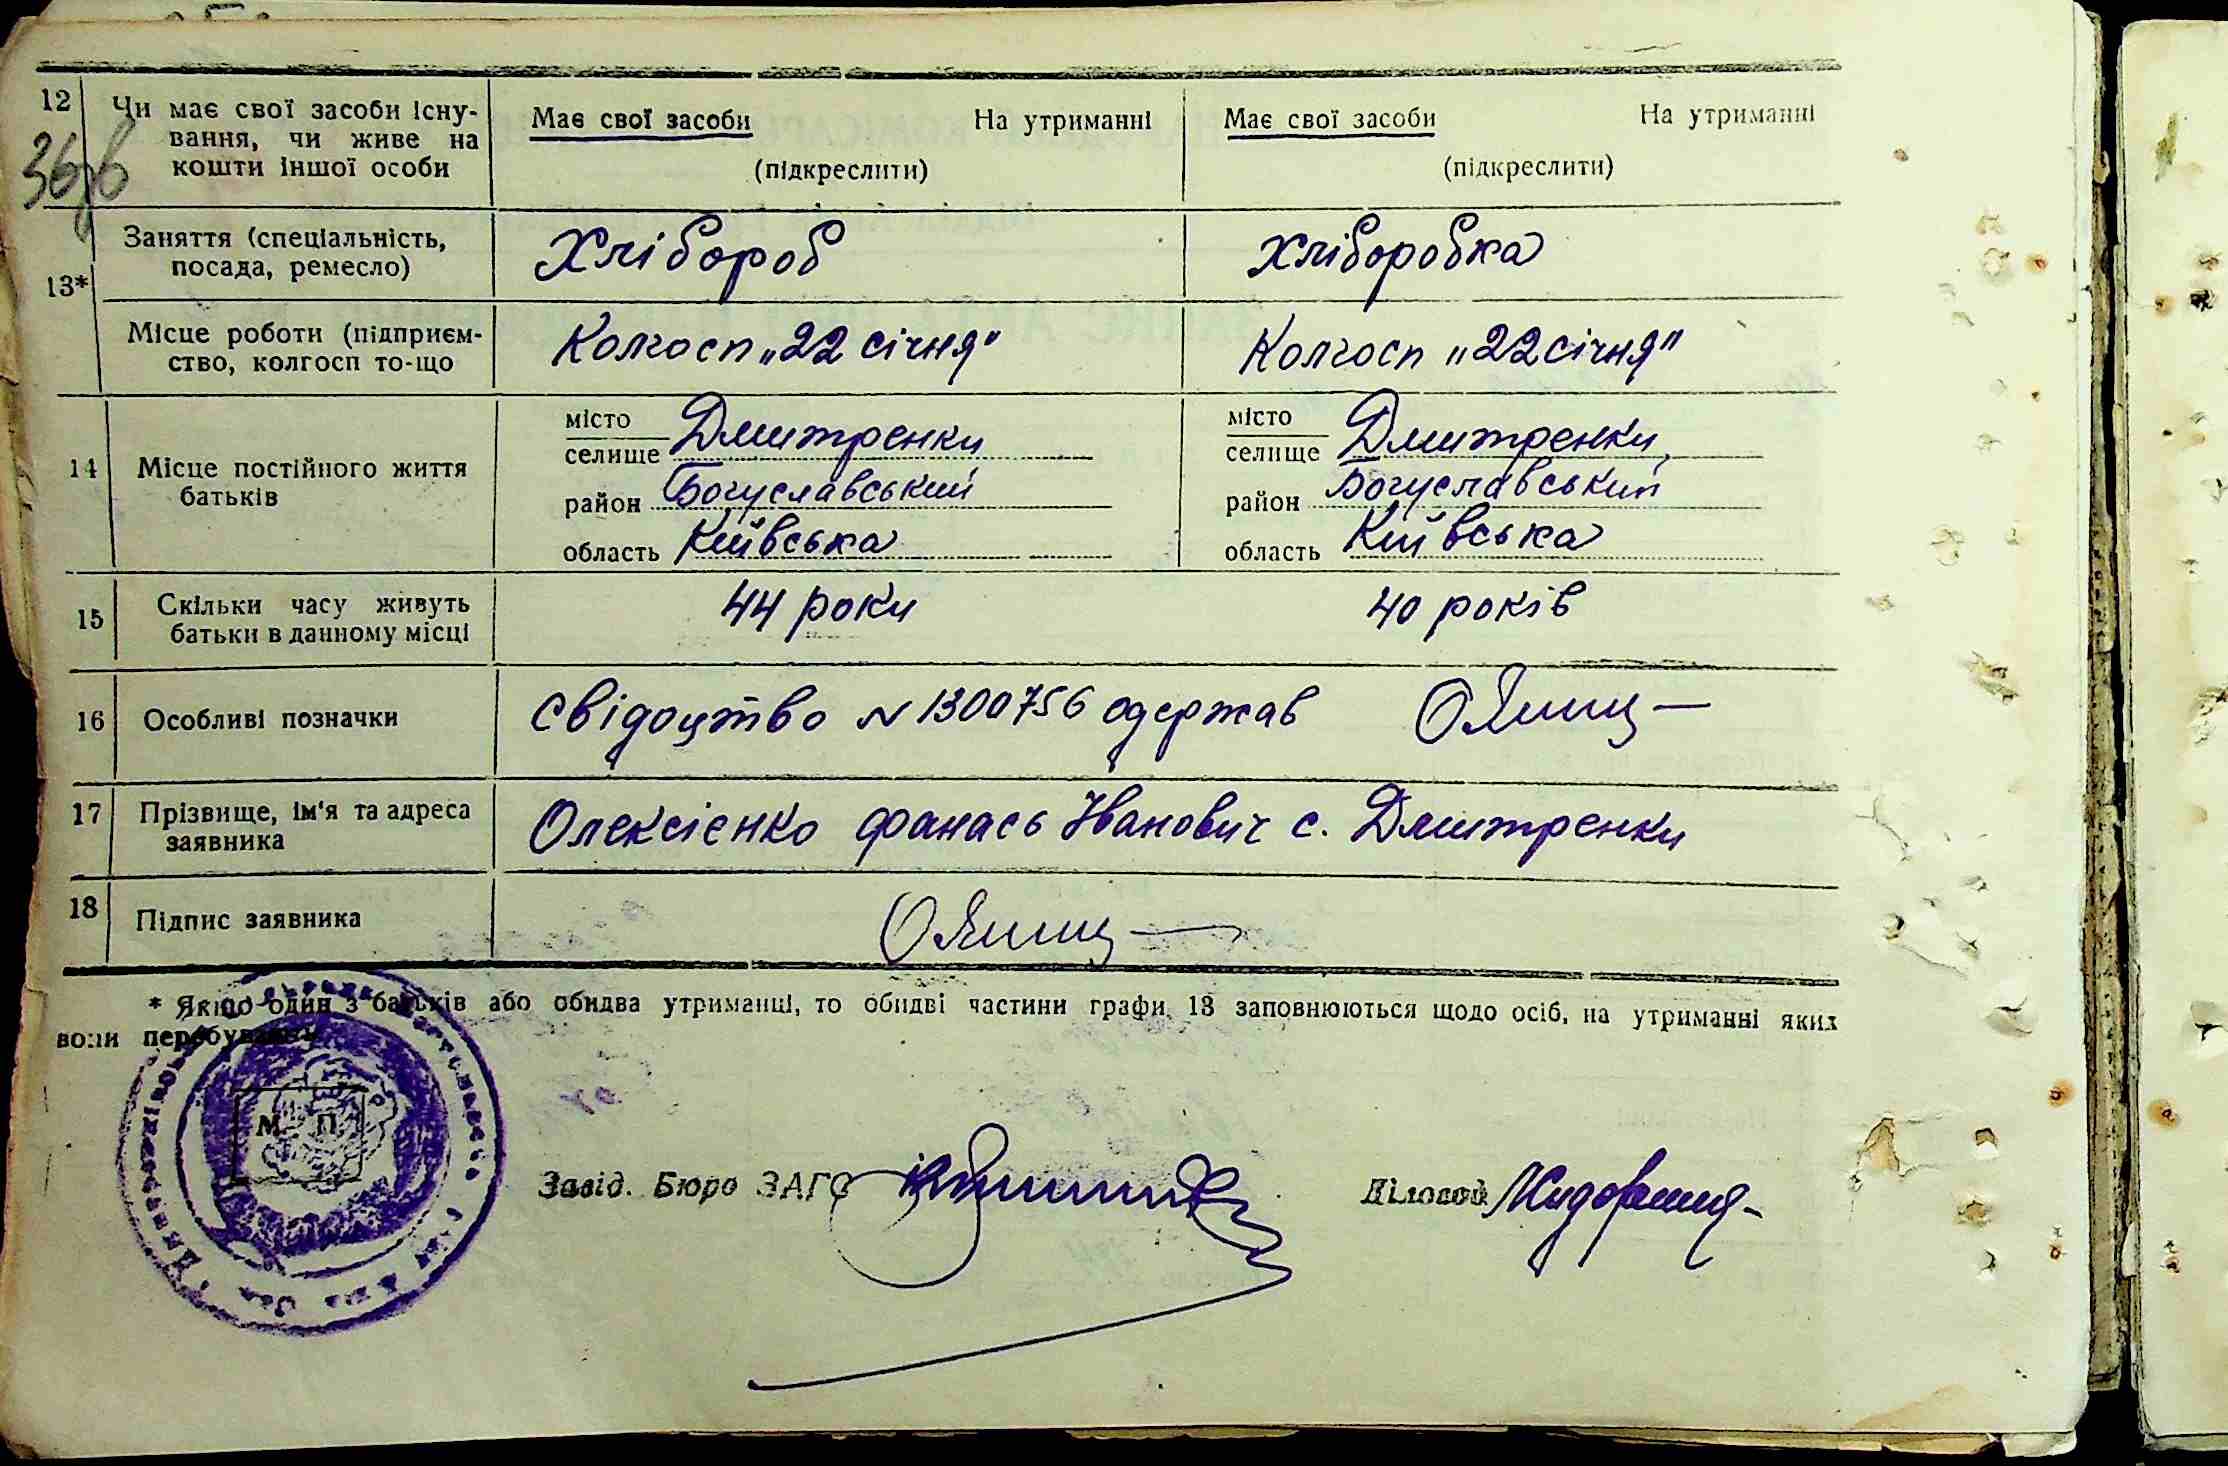 12 Чи має свої засоби існу-
вання, чи живе на
кошти іншої особи
Має свої засоби На утриманні
(підкреслити)
Має свої засоби На утриманні
(підкреслити)
36зв
13* Заняття (спеціальність,
посада, ремесло)
Хлібороб
Хліборобка
Місце роботи (підприєм-
ство, колгосп то-що
Колгосп „22 січня"
Колгосп „22 січня"
14 Місце постійного життя
батьків
місто
селище Дмитренки
район Богуславський
область Київська
місто
селище Дмитренки
район Богуславський
область Київська
15 Скільки часу живуть
батьки в данному місці
44 роки
40 років
16 Особливі позначки
Свідоцтво N 1300756 одержав
17 Прізвище, ім'я та адреса
заявника
Олексієнко Фанась Іванович с. Дмитренки
18 Підпис заявника
* Якщо один з батьків або обидва утриманці, то обидві частини графи 13 заповнюються щодо осіб, на утриманні яких
вони перебувають
М. П.
Завід. Бюро ЗАГС
Діловод